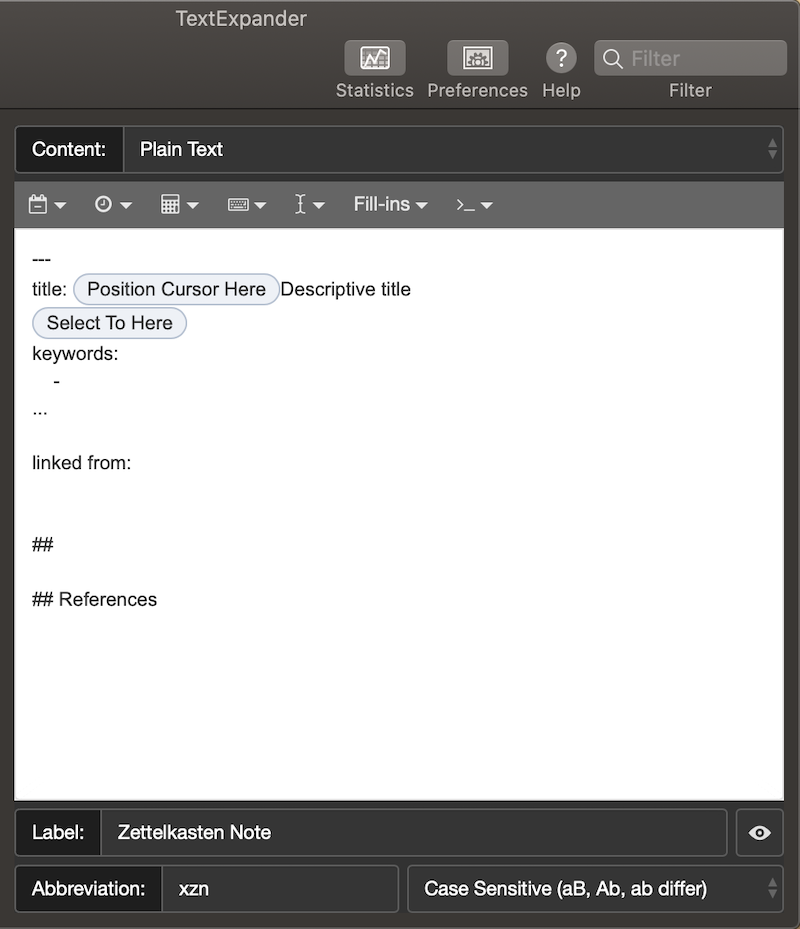 TextExpander
Statistics Preferences Help Filter
Filter
Content: Plain Text
Fill-ins >_
---
title: Position Cursor Here Descriptive title
Select To Here
keywords:
-
...
linked from:
##
## References
Label: Zettelkasten Note
Abbreviation: xzn Case Sensitive (aB, Ab, ab differ)